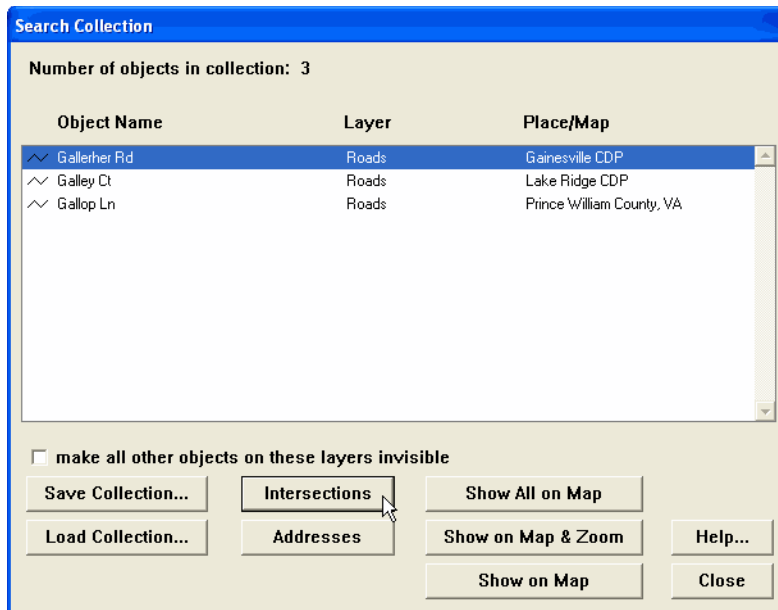 Search Collection
Number of objects in collection: 3
Object Name Layer Place/Map
Gallerher Rd Roads Gainesville CDP
Galley Ct Roads Lake Ridge CDP
Gallop Ln Roads Prince William County, VA
make all other objects on these layers invisible
Save Collection... Intersections Show All on Map
Load Collection... Addresses Show on Map & Zoom Help...
Show on Map Close